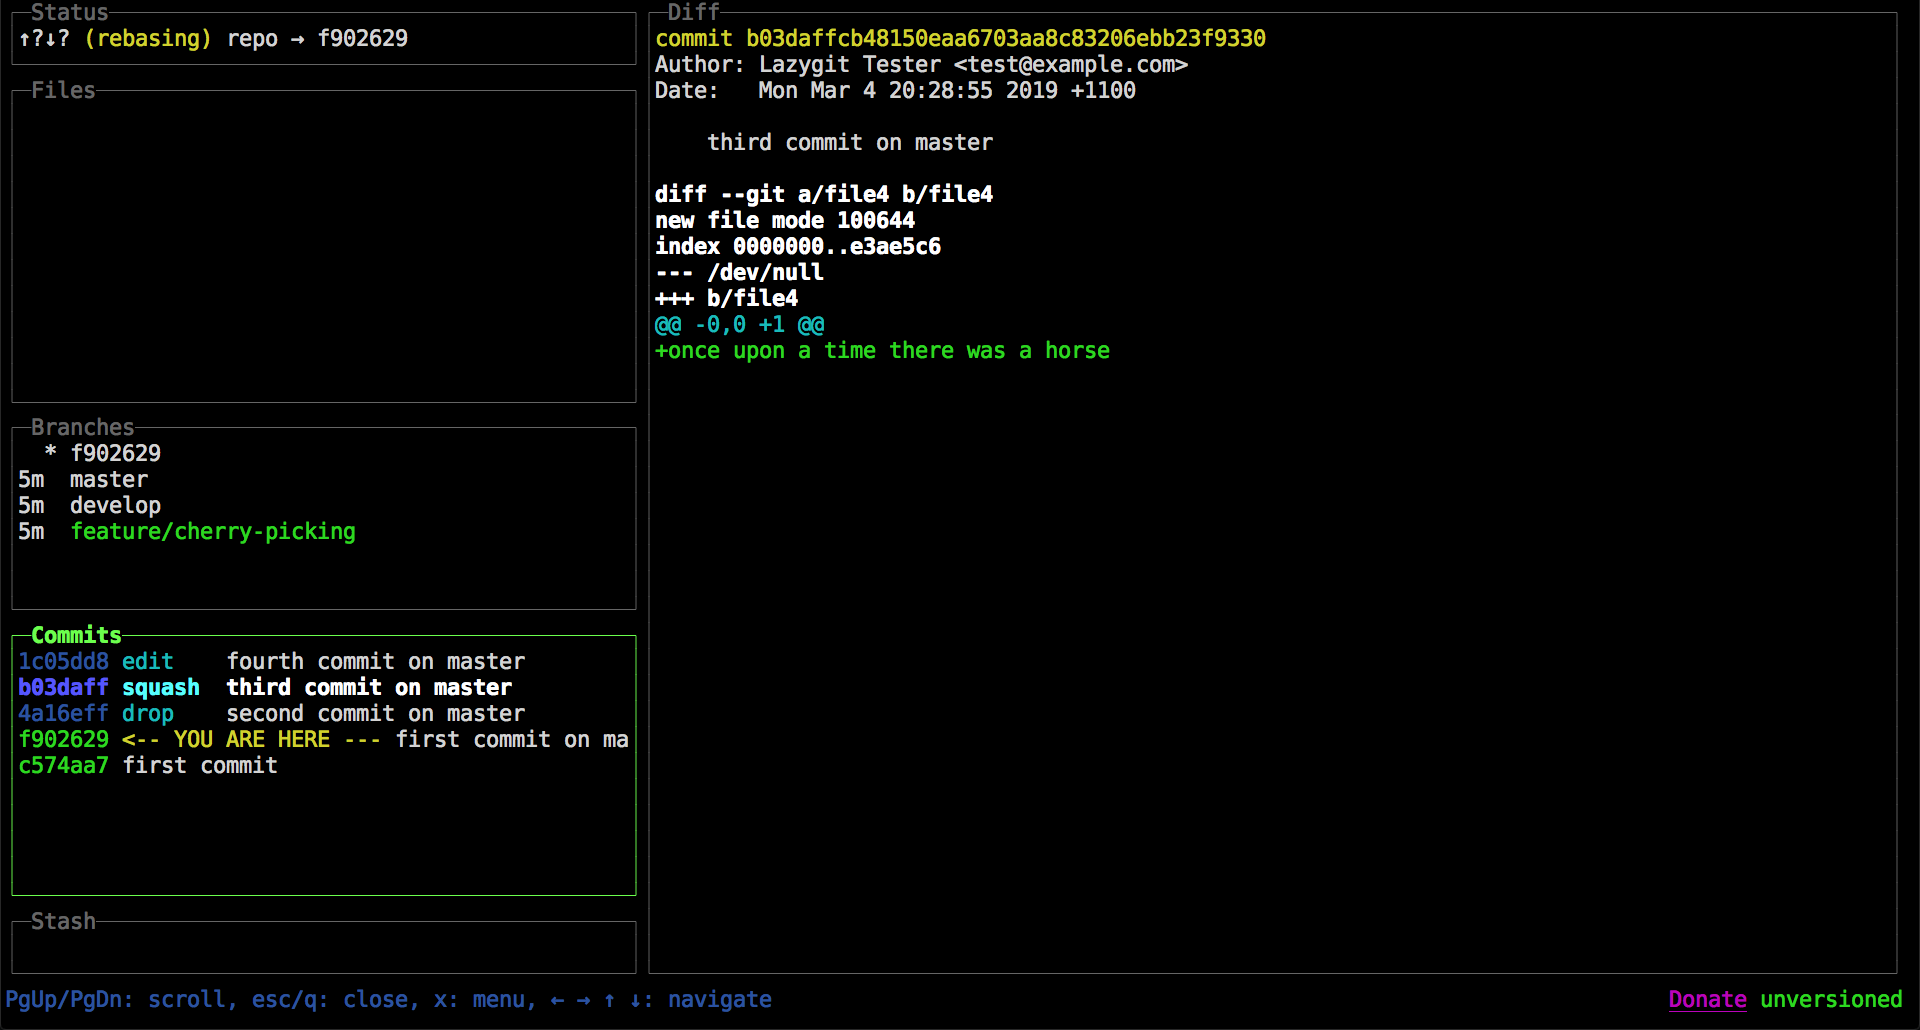 Status
↑?↓? (rebasing) repo → f902629
Files
Branches
* f902629
5m master
5m develop
5m feature/cherry-picking
Commits
1c05dd8 edit fourth commit on master
b03daff squash third commit on master
4a16eff drop second commit on master
f902629 <-- YOU ARE HERE --- first commit on ma
c574aa7 first commit
Stash
Diff
commit b03daffcb48150eaa6703aa8c83206ebb23f9330
Author: Lazygit Tester <test@example.com>
Date: Mon Mar 4 20:28:55 2019 +1100
third commit on master
diff --git a/file4 b/file4
new file mode 100644
index 0000000..e3ae5c6
--- /dev/null
+++ b/file4
@@ -0,0 +1 @@
+once upon a time there was a horse
PgUp/PgDn: scroll, esc/q: close, x: menu, ← → ↑ ↓: navigate
Donate unversioned